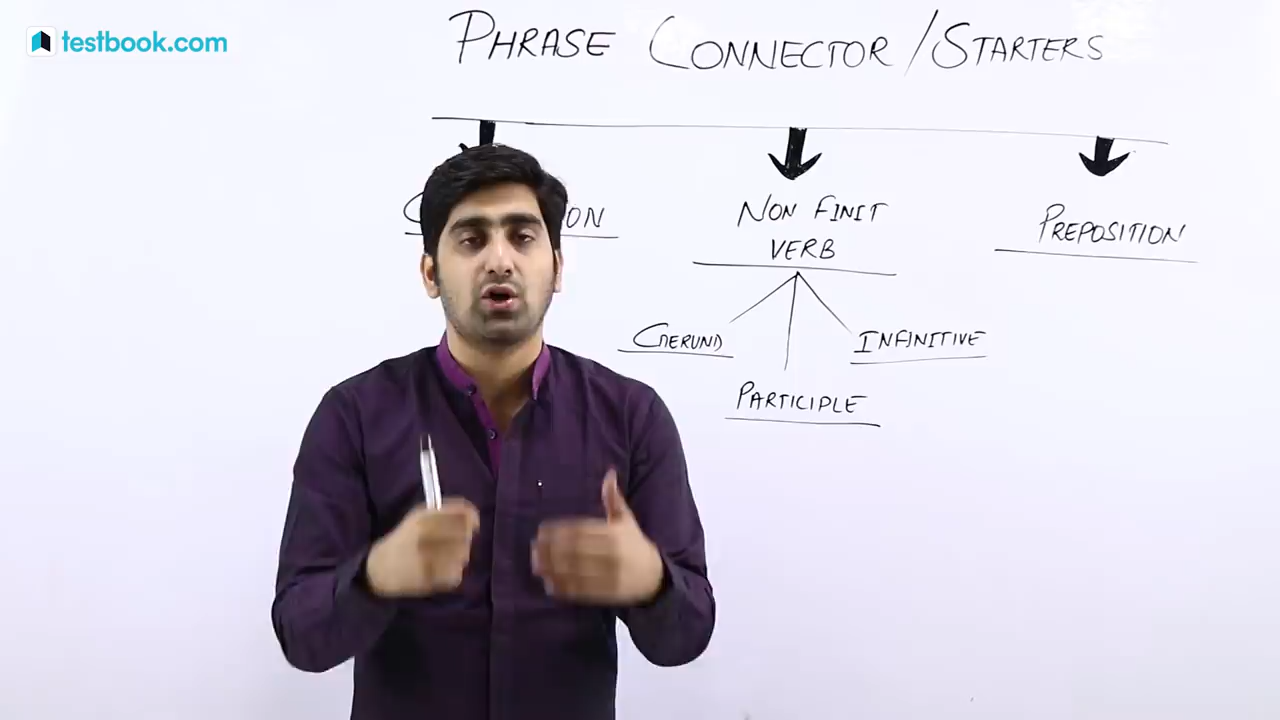 testbook.com
PHRASE CONNECTOR/STARTERS
NON FINIT
VERB
PREPOSITION
GERUND
INFINITIVE
PARTICIPLE